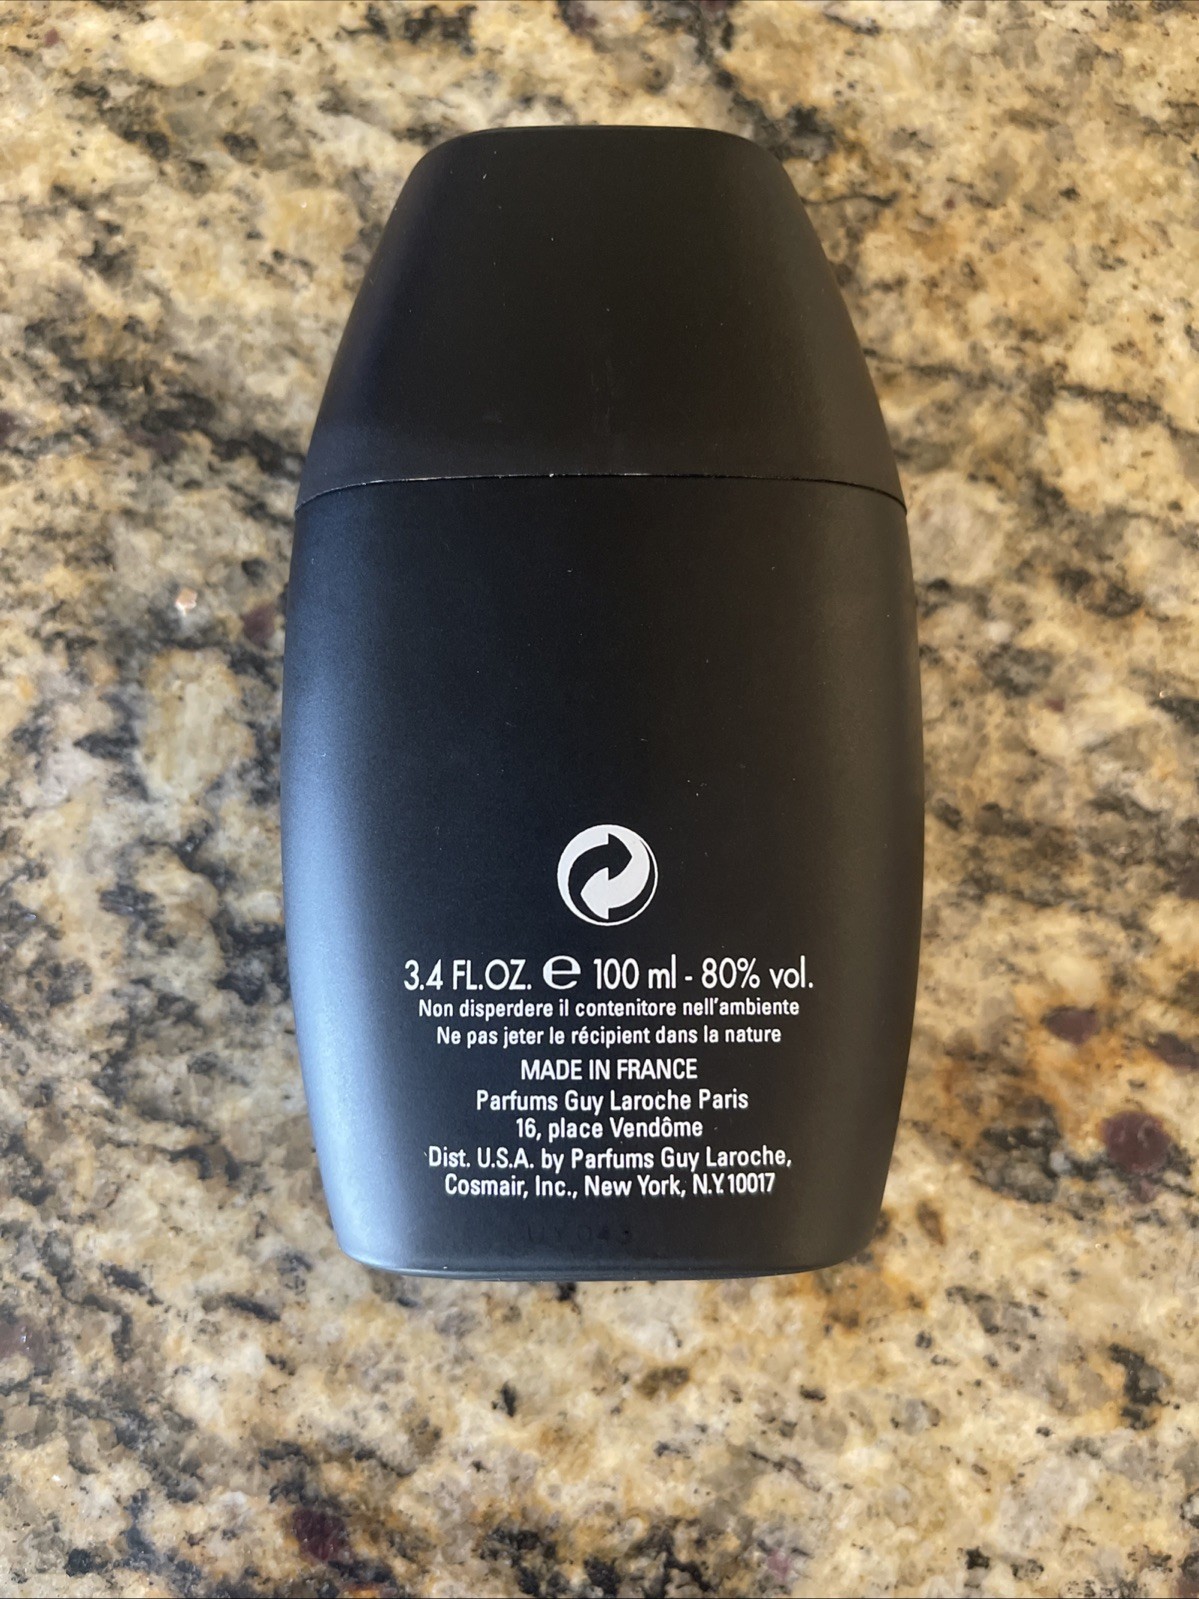 3.4 FL.OZ. ℮ 100 ml - 80% vol.
Non disperdere il contenitore nell'ambiente
Ne pas jeter le récipient dans la nature
MADE IN FRANCE
Parfums Guy Laroche Paris
16, place Vendôme
Dist. U.S.A. by Parfums Guy Laroche,
Cosmair, Inc., New York, N.Y. 10017